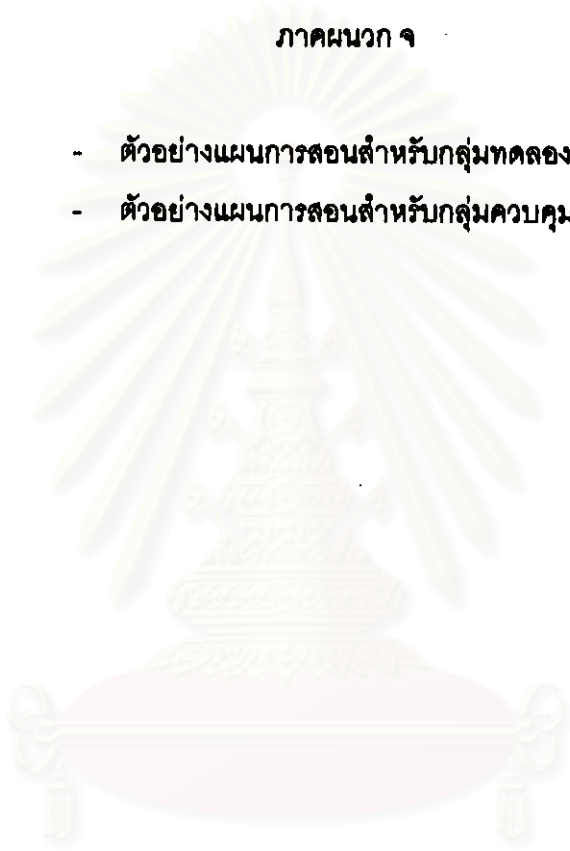 ภาคผนวก จ
- ตัวอย่างแผนการสอนสำหรับกลุ่มทดลอง
- ตัวอย่างแผนการสอนสำหรับกลุ่มควบคุม